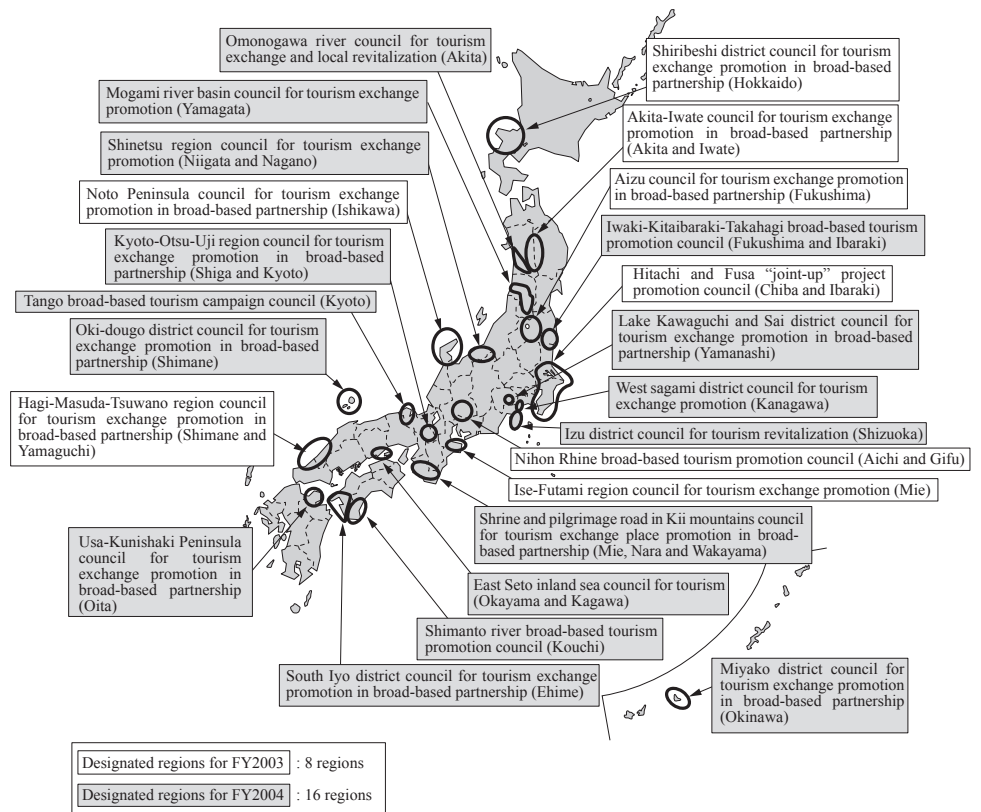 Omonogawa river council for tourism
exchange and local revitalization (Akita)
Mogami river basin council for tourism exchange
promotion (Yamagata)
Shinetsu region council for tourism exchange
promotion (Niigata and Nagano)
Noto Peninsula council for tourism exchange
promotion in broad-based partnership (Ishikawa)
Kyoto-Otsu-Uji region council for tourism
exchange promotion in broad-based
partnership (Shiga and Kyoto)
Tango broad-based tourism campaign council (Kyoto)
Oki-dougo district council for tourism
exchange promotion in broad-based
partnership (Shimane)
Hagi-Masuda-Tsuwano region council
for tourism exchange promotion in
broad-based partnership (Shimane and
Yamaguchi)
Usa-Kunishaki Peninsula
council for tourism
exchange promotion in
broad-based partnership
(Oita)
Shiribeshi district council for tourism
exchange promotion in broad-based
partnership (Hokkaido)
Akita-Iwate council for tourism exchange
promotion in broad-based partnership
(Akita and Iwate)
Aizu council for tourism exchange promotion
in broad-based partnership (Fukushima)
Iwaki-Kitaibaraki-Takahagi broad-based tourism
promotion council (Fukushima and Ibaraki)
Hitachi and Fusa “joint-up” project
promotion council (Chiba and Ibaraki)
Lake Kawaguchi and Sai district council for
tourism exchange promotion in broad-based
partnership (Yamanashi)
West sagami district council for tourism
exchange promotion (Kanagawa)
Izu district council for tourism revitalization (Shizuoka)
Nihon Rhine broad-based tourism promotion council (Aichi and Gifu)
Ise-Futami region council for tourism exchange promotion (Mie)
Shrine and pilgrimage road in Kii mountains council
for tourism exchange place promotion in broad-
based partnership (Mie, Nara and Wakayama)
East Seto inland sea council for tourism
(Okayama and Kagawa)
Shimanto river broad-based tourism
promotion council (Kouchi)
South Iyo district council for tourism exchange
promotion in broad-based partnership (Ehime)
Miyako district council for
tourism exchange promotion
in broad-based partnership
(Okinawa)
Designated regions for FY2003 : 8 regions
Designated regions for FY2004 : 16 regions